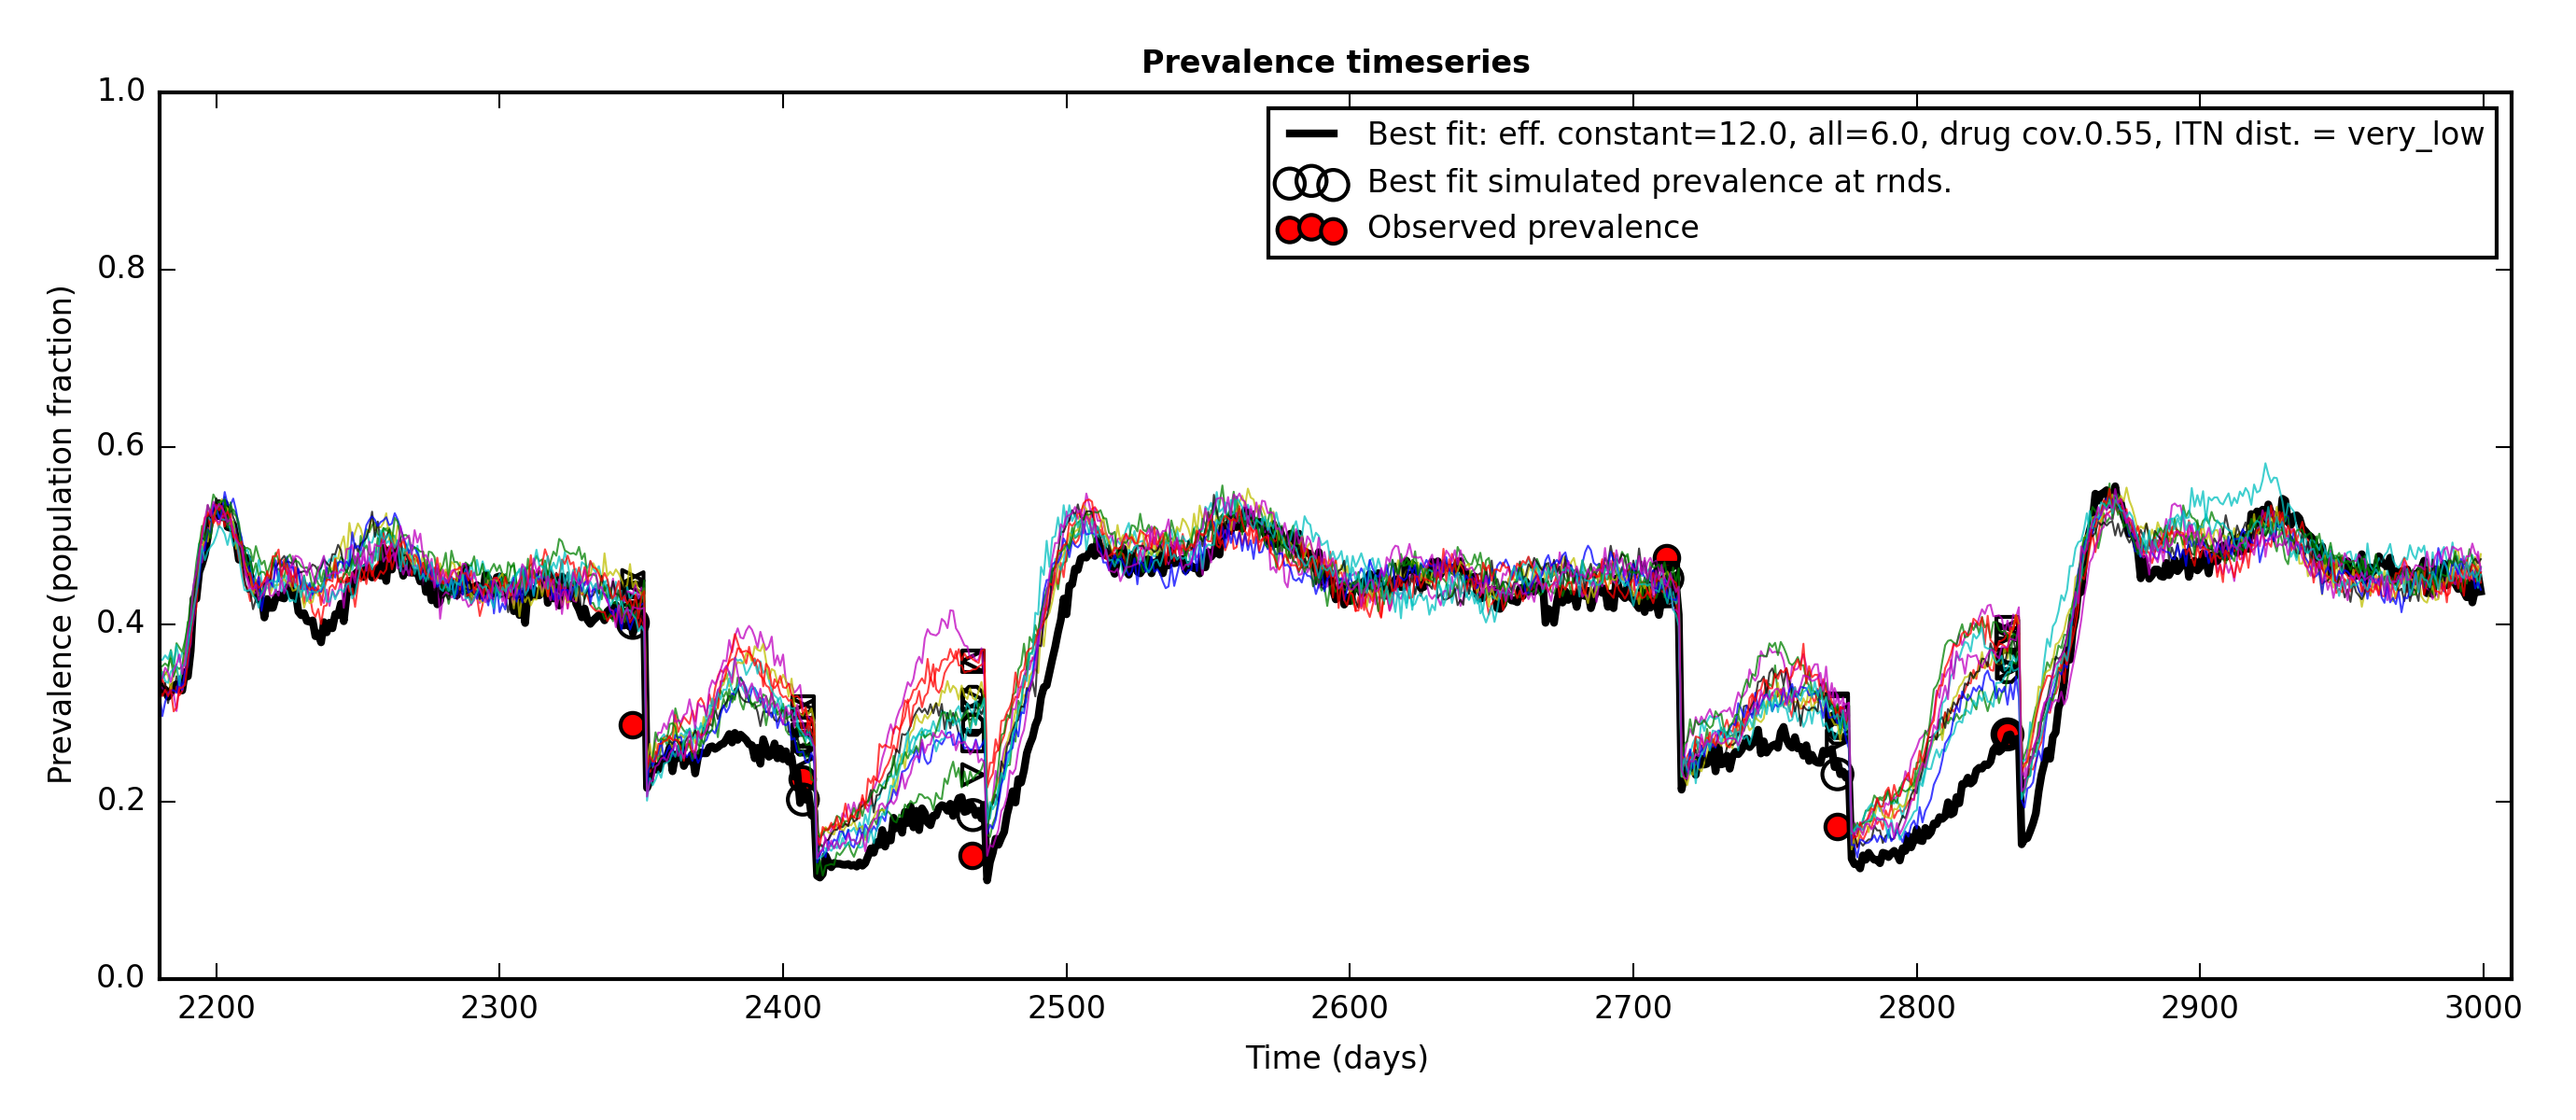 Prevalence timeseries
1.0
0.8
0.6
0.4
0.2
0.0
Prevalence (population fraction)
Best fit: eff. constant=12.0, all=6.0, drug cov.0.55, ITN dist. = very_low
Best fit simulated prevalence at rnds.
Observed prevalence
2200 2300 2400 2500 2600 2700 2800 2900 3000
Time (days)